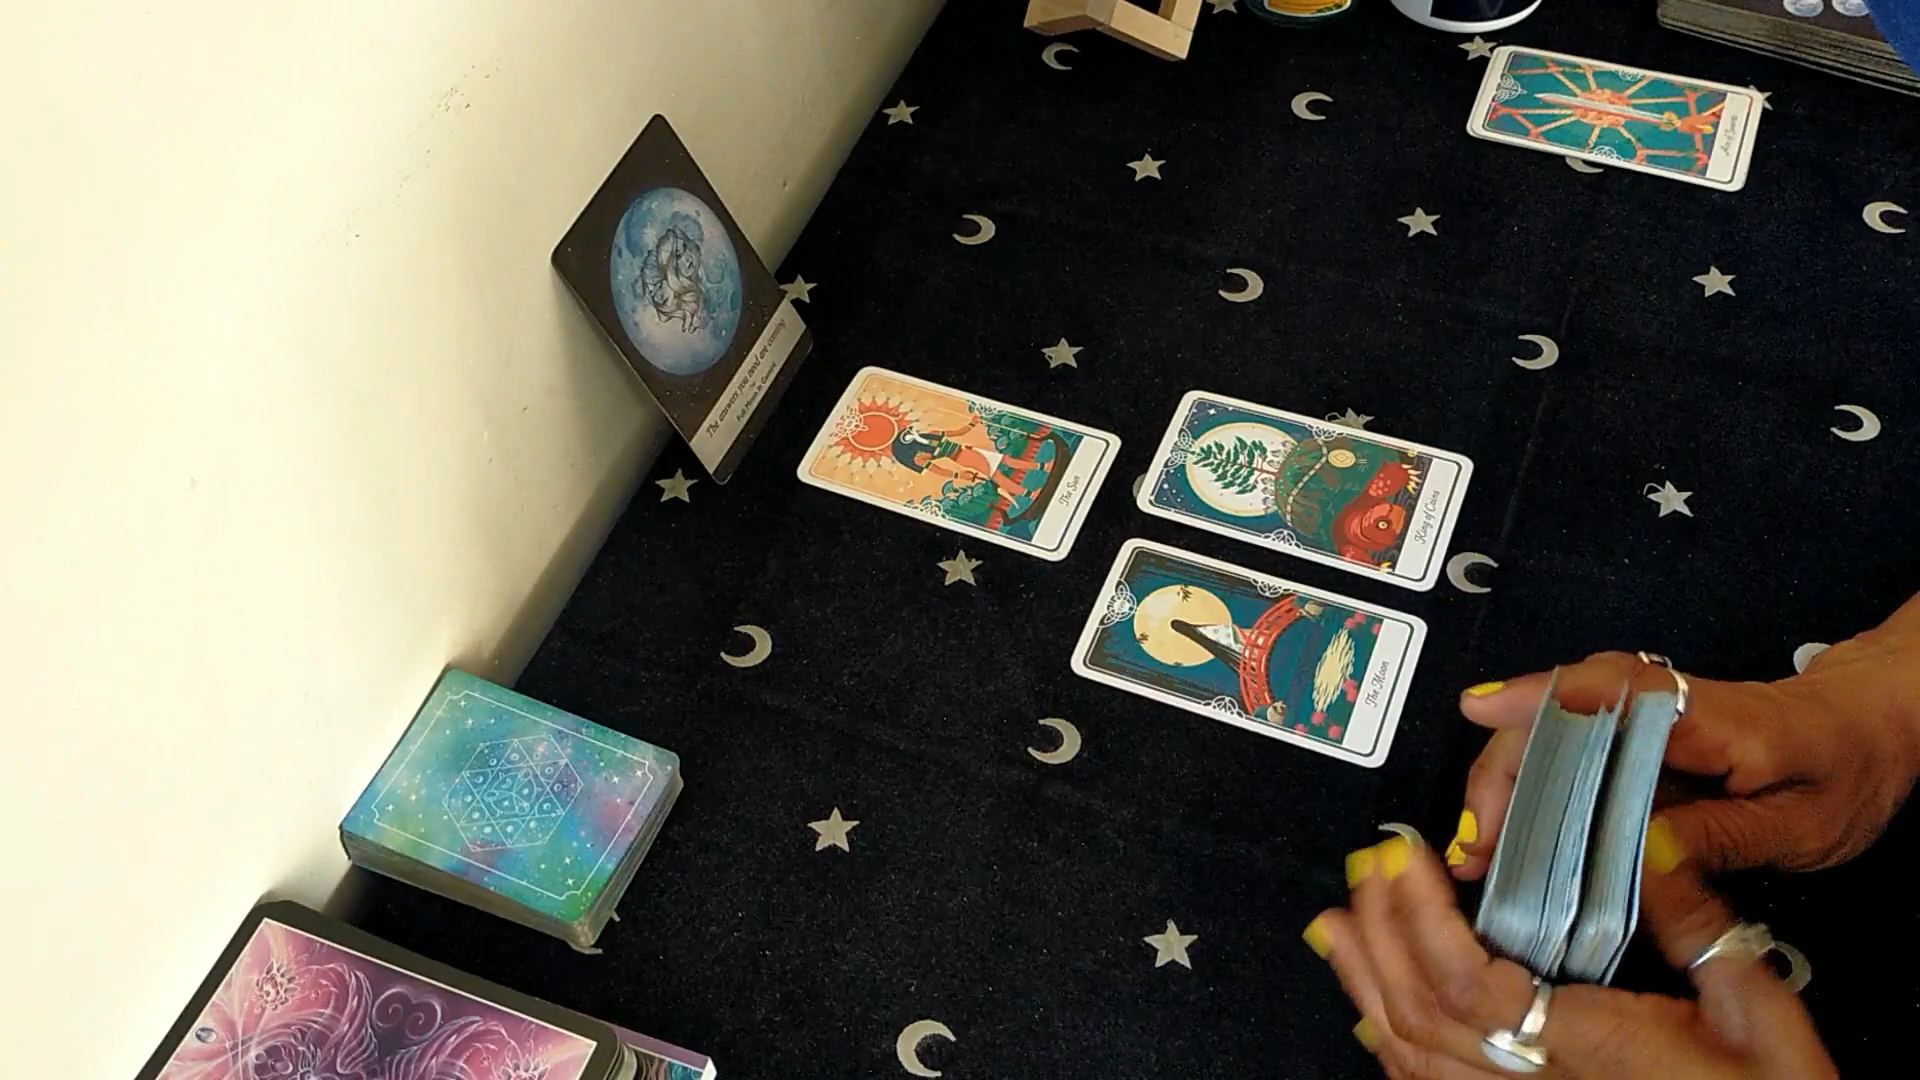 Ace of Swords
The answers you need are coming
Full Moon in Gemini
The Sun
King of Coins
The Moon